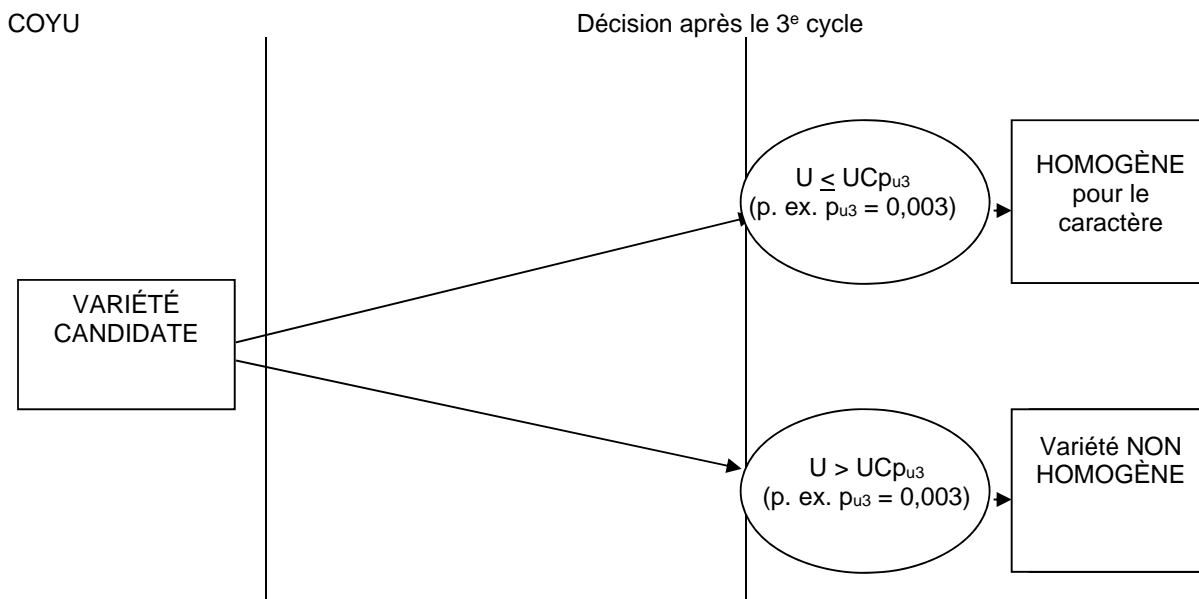 COYU
Décision après le 3e cycle
U ≤ UCpu3
(p. ex. pu3 = 0,003)
HOMOGÈNE
pour le
caractère
VARIÉTÉ
CANDIDATE
U > UCpu3
(p. ex. pu3 = 0,003)
Variété NON
HOMOGÈNE